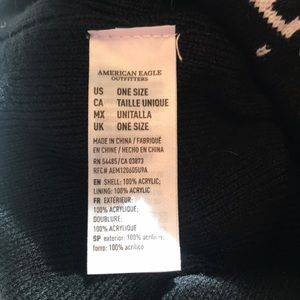 AMERICAN EAGLE
OUTFITTERS
US ONE SIZE
CA TAILLE UNIQUE
MX UNITALLA
UK ONE SIZE
MADE IN CHINA / FABRIQUÉ
EN CHINE / HECHO EN CHINA
RN 54485/CA 03873
REF# AEM120605U9A
EN SHELL: 100% ACRYLIC;
LINING: 100% ACRYLIC
FR EXTÉRIEUR:
100% ACRYLIQUE;
DOUBLURE:
100% ACRYLIQUE
SP exterior: 100% acrílico;
forro: 100% acrílico